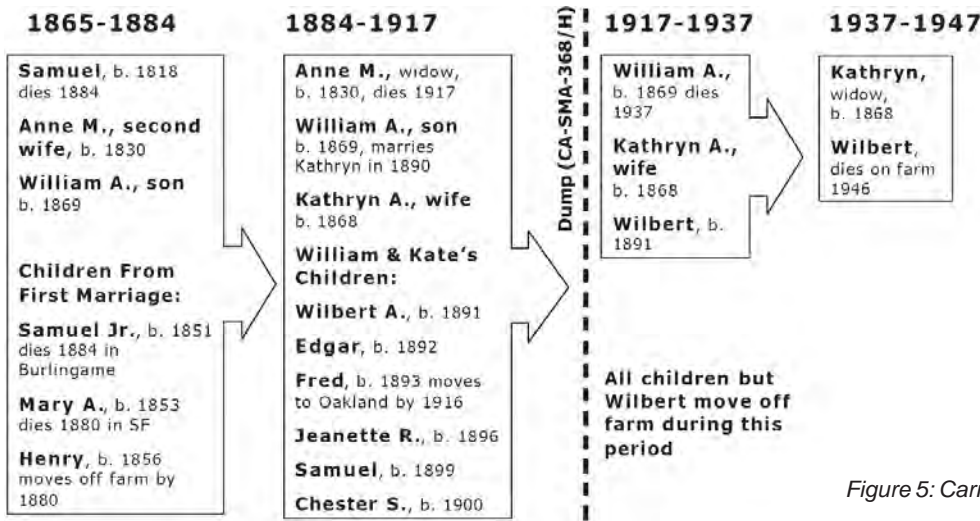 1865-1884
Samuel, b. 1818
dies 1884
Anne M., second
wife, b. 1830
William A., son
b. 1869
Children From
First Marriage:
Samuel Jr., b. 1851
dies 1884 in
Burlingame
Mary A., b. 1853
dies 1880 in SF
Henry, b. 1856
moves off farm by
1880
1884-1917
Anne M., widow,
b. 1830, dies 1917
William A., son
b. 1869, marries
Kathryn in 1890
Kathryn A., wife
b. 1868
William & Kate's
Children:
Wilbert A., b. 1891
Edgar, b. 1892
Fred, b. 1893 moves
to Oakland by 1916
Jeanette R., b. 1896
Samuel, b. 1899
Chester S., b. 1900
Dump (CA-SMA-368/H)
1917-1937
William A.,
b. 1869 dies
1937
Kathryn A.,
wife
b. 1868
Wilbert, b.
1891
All children but
Wilbert move off
farm during this
period
1937-1947
Kathryn,
widow,
b. 1868
Wilbert,
dies on farm
1946
Figure 5: